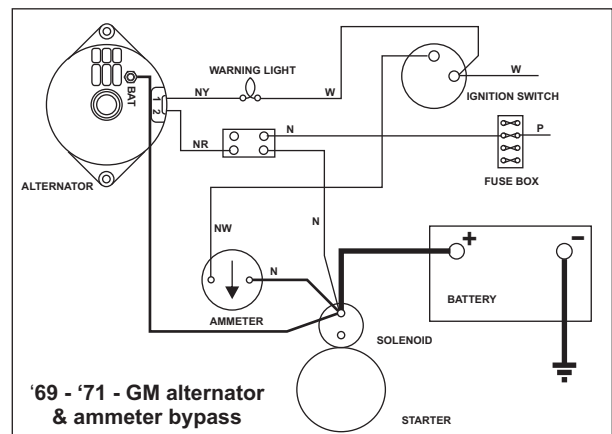 WARNING LIGHT
NY
W
W
IGNITION SWITCH
BAT
1
2
NR
N
P
FUSE BOX
ALTERNATOR
NW
N
N
AMMETER
+
-
BATTERY
SOLENOID
STARTER
‘69 - ‘71 - GM alternator
& ammeter bypass